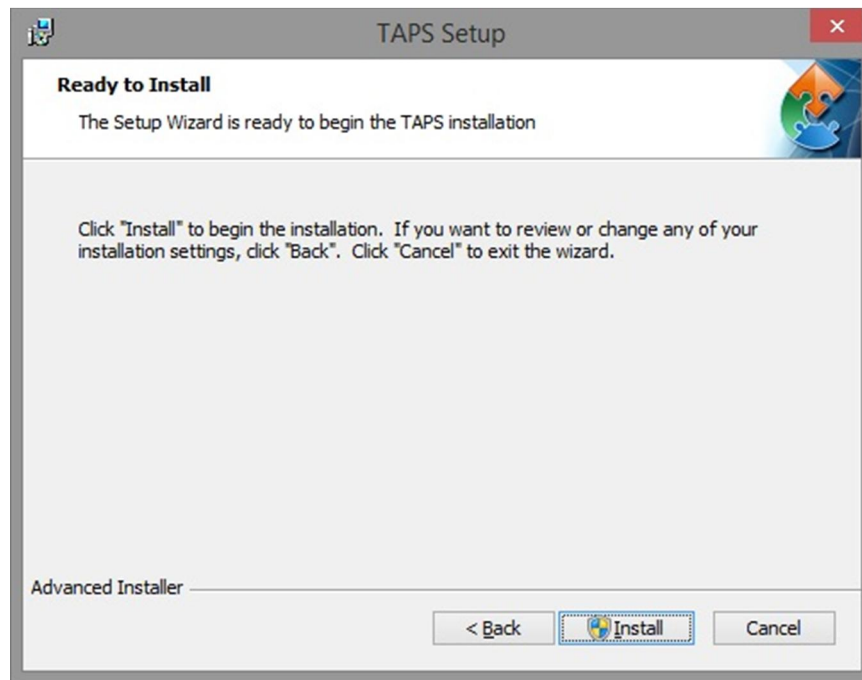 TAPS Setup
Ready to Install
The Setup Wizard is ready to begin the TAPS installation
Click "Install" to begin the installation.  If you want to review or change any of your
installation settings, click "Back".  Click "Cancel" to exit the wizard.
Advanced Installer
< Back Install Cancel